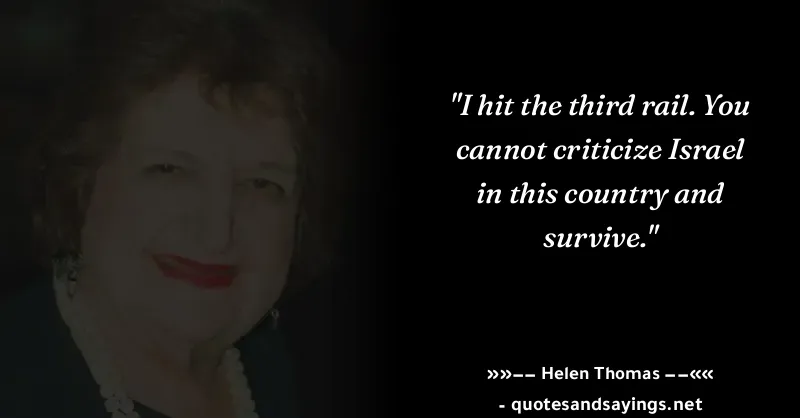 "I hit the third rail. You
cannot criticize Israel
in this country and
survive."
»»–– Helen Thomas ––««
- quotesandsayings.net